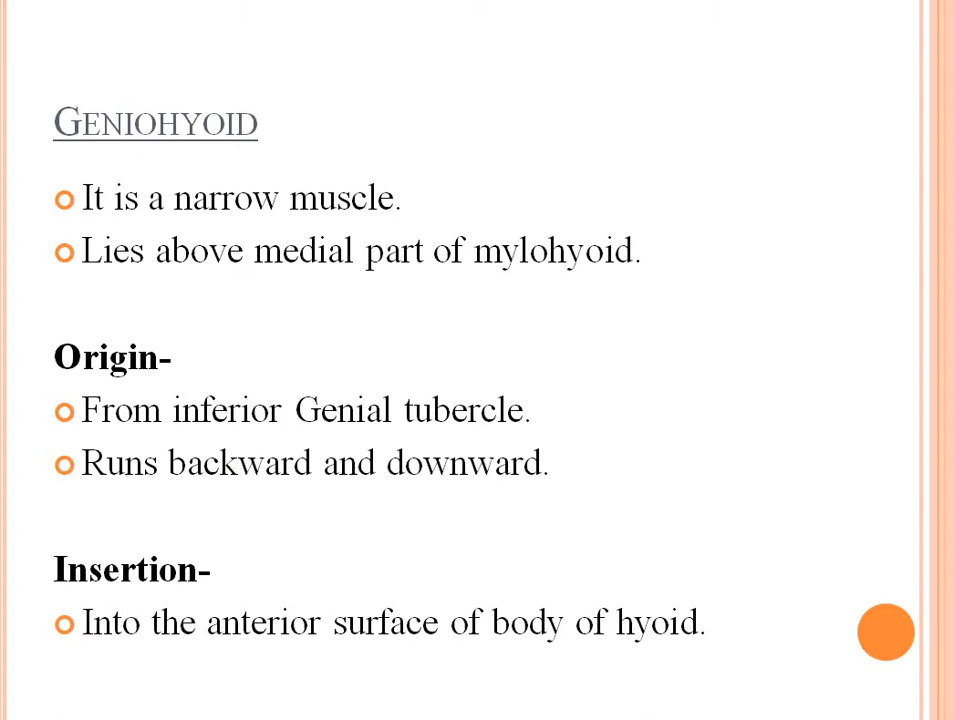 GENIOHYOID
It is a narrow muscle.
Lies above medial part of mylohyoid.
Origin-
From inferior Genial tubercle.
Runs backward and downward.
Insertion-
Into the anterior surface of body of hyoid.